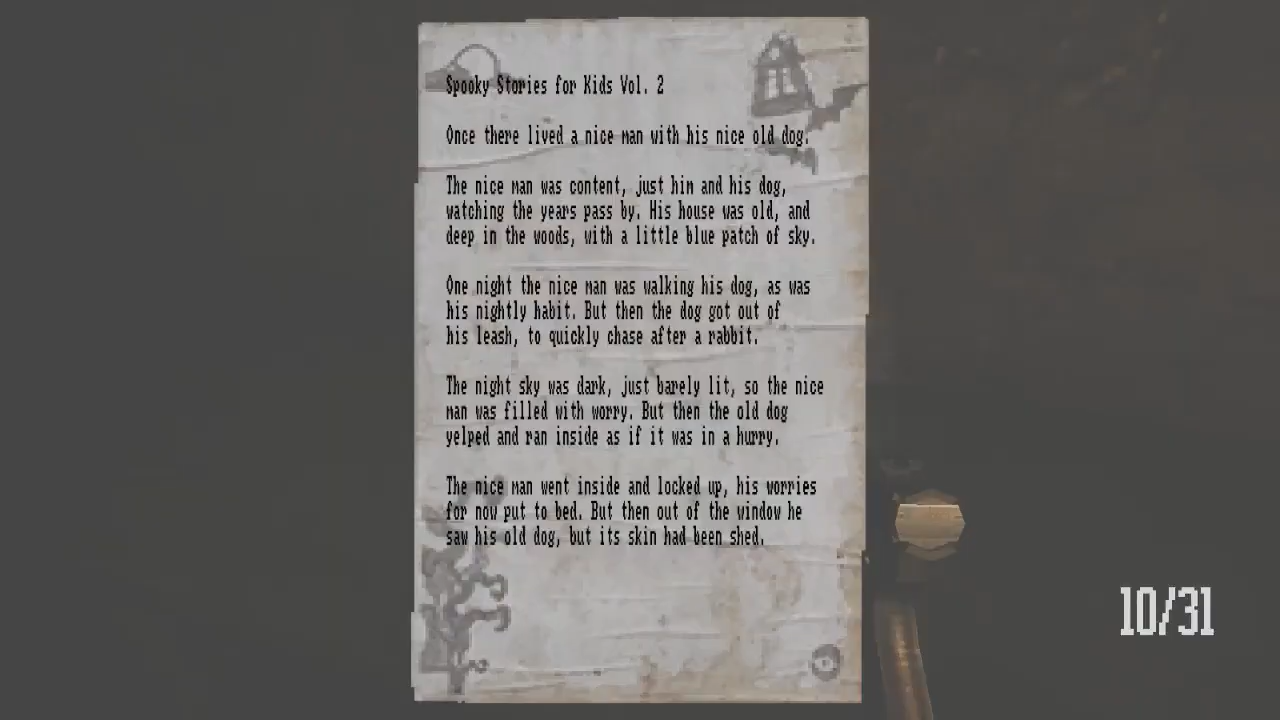 Spooky Stories for Kids Vol. 2
Once there lived a nice man with his nice old dog.
The nice man was content, just him and his dog,
watching the years pass by. His house was old, and
deep in the woods, with a little blue patch of sky.
One night the nice man was walking his dog, as was
his nightly habit. But then the dog got out of
his leash, to quickly chase after a rabbit.
The night sky was dark, just barely lit, so the nice
man was filled with worry. But then the old dog
yelped and ran inside as if it was in a hurry.
The nice man went inside and locked up, his worries
for now put to bed. But then out of the window he
saw his old dog, but its skin had been shed.
10/31